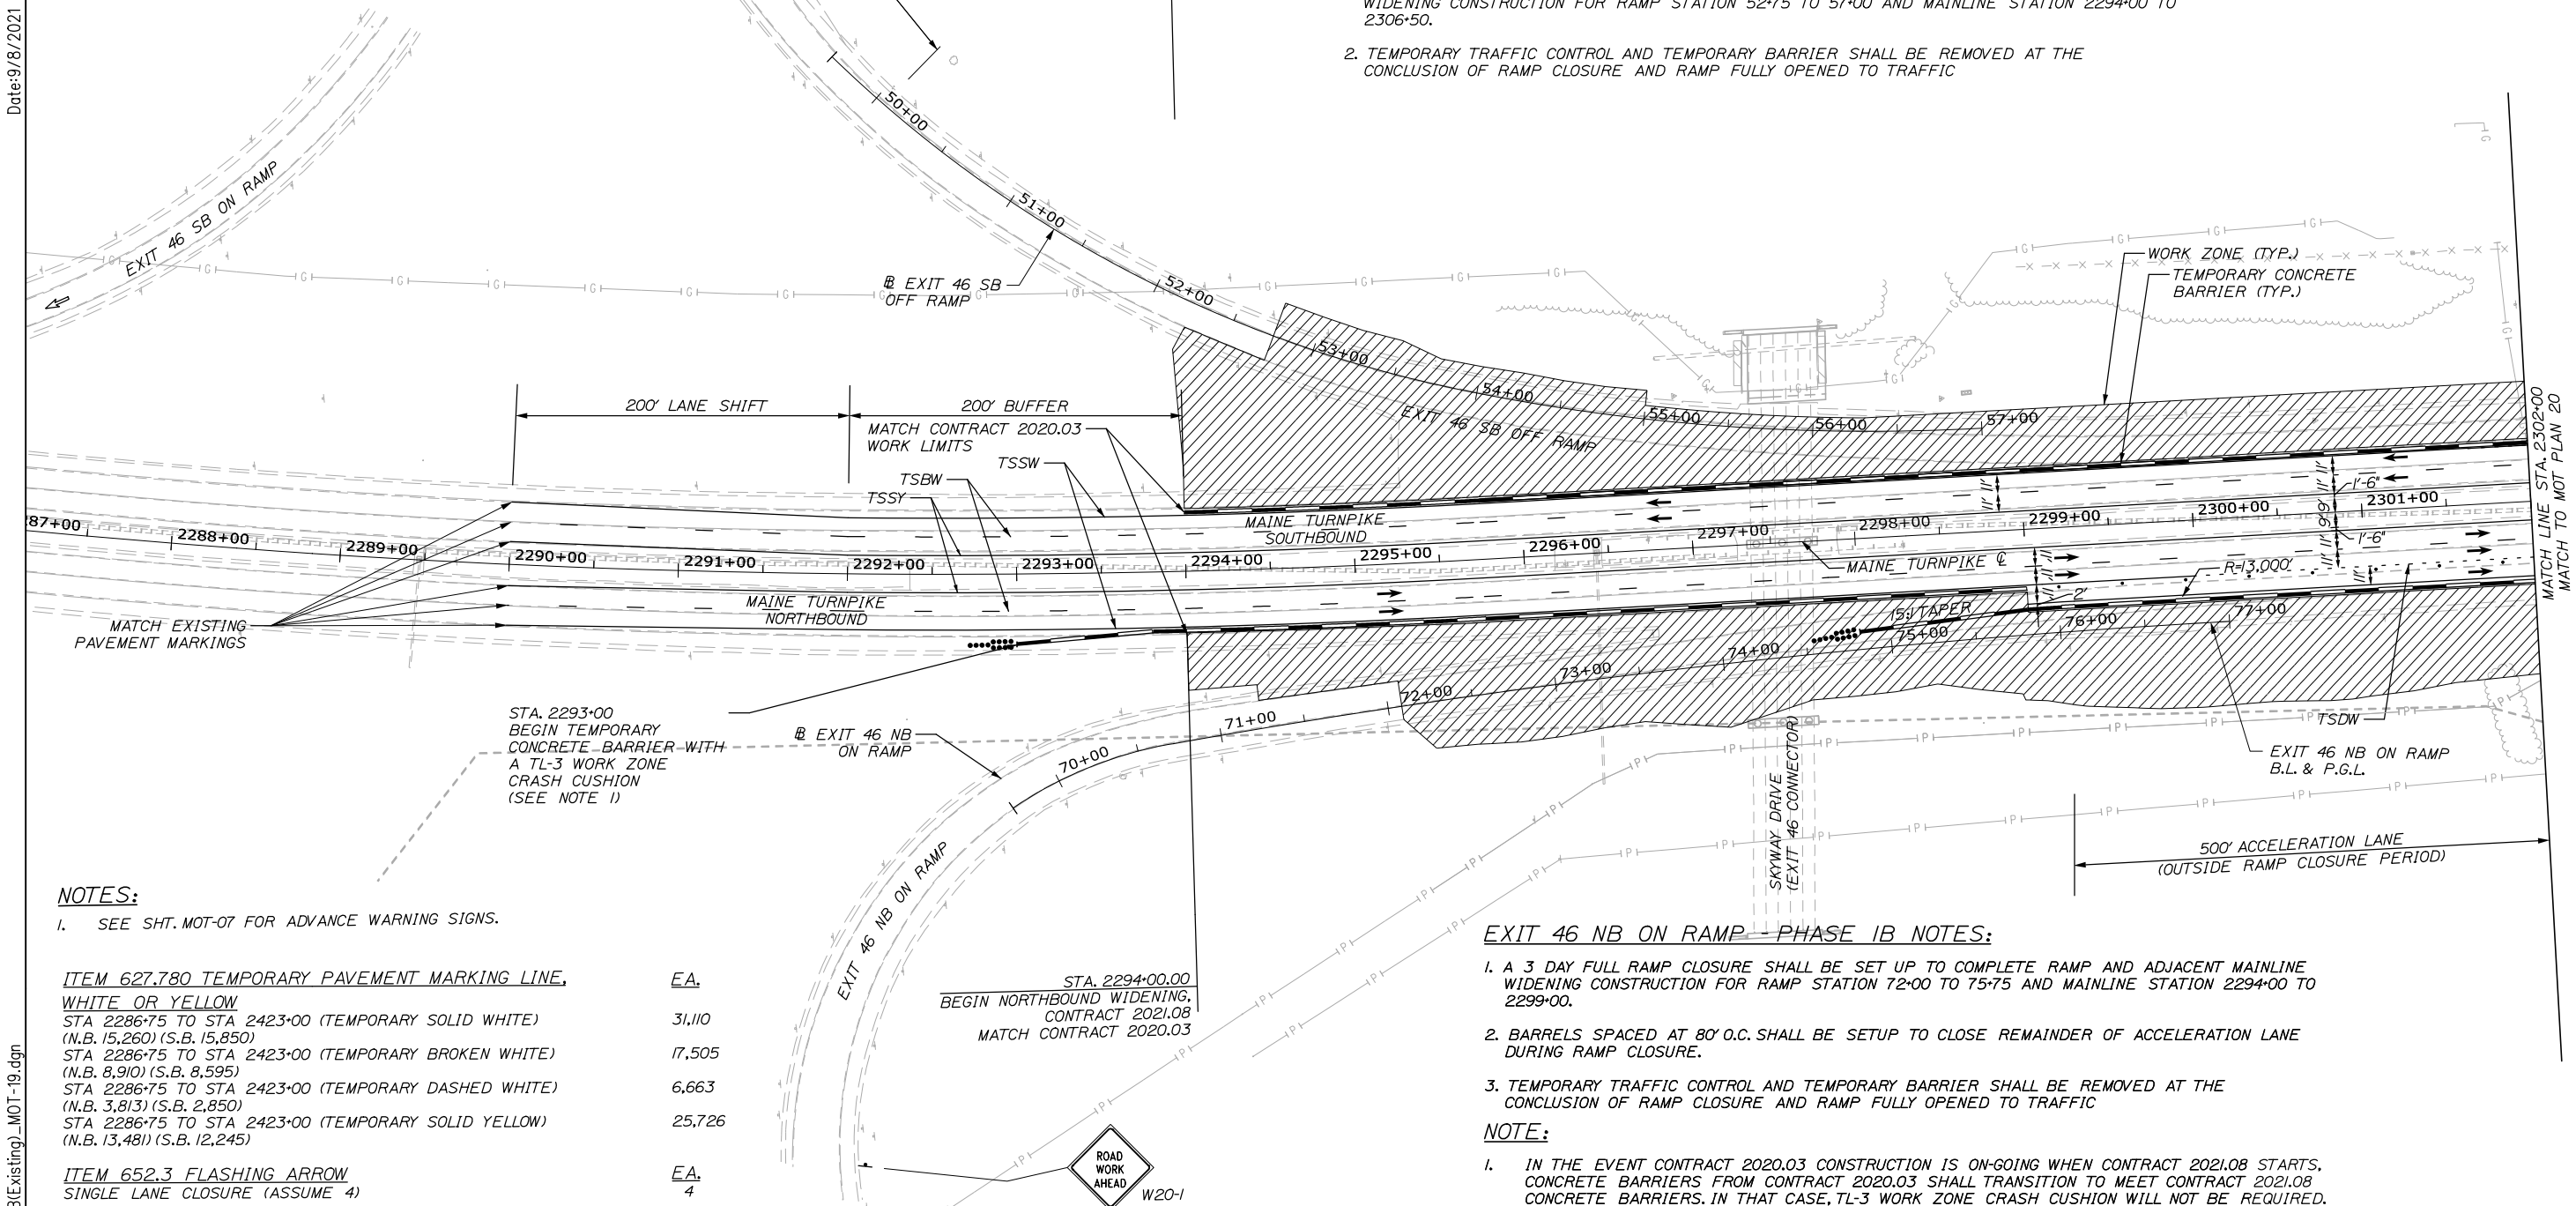 Date:9/8/2021
WIDENING CONSTRUCTION FOR RAMP STATION 52+75 TO 57+00 AND MAINLINE STATION 2294+00 TO
2306+50.
2. TEMPORARY TRAFFIC CONTROL AND TEMPORARY BARRIER SHALL BE REMOVED AT THE
CONCLUSION OF RAMP CLOSURE AND RAMP FULLY OPENED TO TRAFFIC
EXIT 46 SB ON RAMP
50+00
51+00
52+00
53+00
54+00
55+00
56+00
57+00
EXIT 46 SB
OFF RAMP
EXIT 46 SB OFF RAMP
WORK ZONE (TYP.)
TEMPORARY CONCRETE
BARRIER (TYP.)
200' LANE SHIFT
200' BUFFER
MATCH CONTRACT 2020.03
WORK LIMITS
TSSW
TSBW
TSSY
MAINE TURNPIKE
SOUTHBOUND
87+00
2288+00
2289+00
2290+00
2291+00
2292+00
2293+00
2294+00
2295+00
2296+00
2297+00
2298+00
2299+00
2300+00
2301+00
11'
11'
11'
1'-6"
6'
6'
1'-6"
11'
11'
11'
MAINE TURNPIKE ℄
R=13,000'
2'
15:1 TAPER
MAINE TURNPIKE
NORTHBOUND
MATCH EXISTING
PAVEMENT MARKINGS
MATCH LINE STA. 2302+00
MATCH TO MOT PLAN 20
70+00
71+00
72+00
73+00
74+00
75+00
76+00
77+00
STA. 2293+00
BEGIN TEMPORARY
CONCRETE BARRIER WITH
A TL-3 WORK ZONE
CRASH CUSHION
(SEE NOTE 1)
EXIT 46 NB
ON RAMP
TSDW
EXIT 46 NB ON RAMP
B.L. & P.G.L.
SKYWAY DRIVE
(EXIT 46 CONNECTOR)
500' ACCELERATION LANE
(OUTSIDE RAMP CLOSURE PERIOD)
EXIT 46 NB ON RAMP
STA. 2294+00.00
BEGIN NORTHBOUND WIDENING,
CONTRACT 2021.08
MATCH CONTRACT 2020.03
NOTES:
1. SEE SHT. MOT-07 FOR ADVANCE WARNING SIGNS.
ITEM 627.780 TEMPORARY PAVEMENT MARKING LINE, EA.
WHITE OR YELLOW
STA 2286+75 TO STA 2423+00 (TEMPORARY SOLID WHITE) 31,110
(N.B. 15,260) (S.B. 15,850)
STA 2286+75 TO STA 2423+00 (TEMPORARY BROKEN WHITE) 17,505
(N.B. 8,910) (S.B. 8,595)
STA 2286+75 TO STA 2423+00 (TEMPORARY DASHED WHITE) 6,663
(N.B. 3,813) (S.B. 2,850)
STA 2286+75 TO STA 2423+00 (TEMPORARY SOLID YELLOW) 25,726
(N.B. 13,481) (S.B. 12,245)
ITEM 652.3 FLASHING ARROW EA.
SINGLE LANE CLOSURE (ASSUME 4) 4
ROAD
WORK
AHEAD
W20-1
EXIT 46 NB ON RAMP - PHASE 1B NOTES:
1. A 3 DAY FULL RAMP CLOSURE SHALL BE SET UP TO COMPLETE RAMP AND ADJACENT MAINLINE
WIDENING CONSTRUCTION FOR RAMP STATION 72+00 TO 75+75 AND MAINLINE STATION 2294+00 TO
2299+00.
2. BARRELS SPACED AT 80' O.C. SHALL BE SETUP TO CLOSE REMAINDER OF ACCELERATION LANE
DURING RAMP CLOSURE.
3. TEMPORARY TRAFFIC CONTROL AND TEMPORARY BARRIER SHALL BE REMOVED AT THE
CONCLUSION OF RAMP CLOSURE AND RAMP FULLY OPENED TO TRAFFIC
NOTE:
1. IN THE EVENT CONTRACT 2020.03 CONSTRUCTION IS ON-GOING WHEN CONTRACT 2021.08 STARTS,
CONCRETE BARRIERS FROM CONTRACT 2020.03 SHALL TRANSITION TO MEET CONTRACT 2021.08
CONCRETE BARRIERS. IN THAT CASE, TL-3 WORK ZONE CRASH CUSHION WILL NOT BE REQUIRED.
(Existing)_MOT-19.dgn